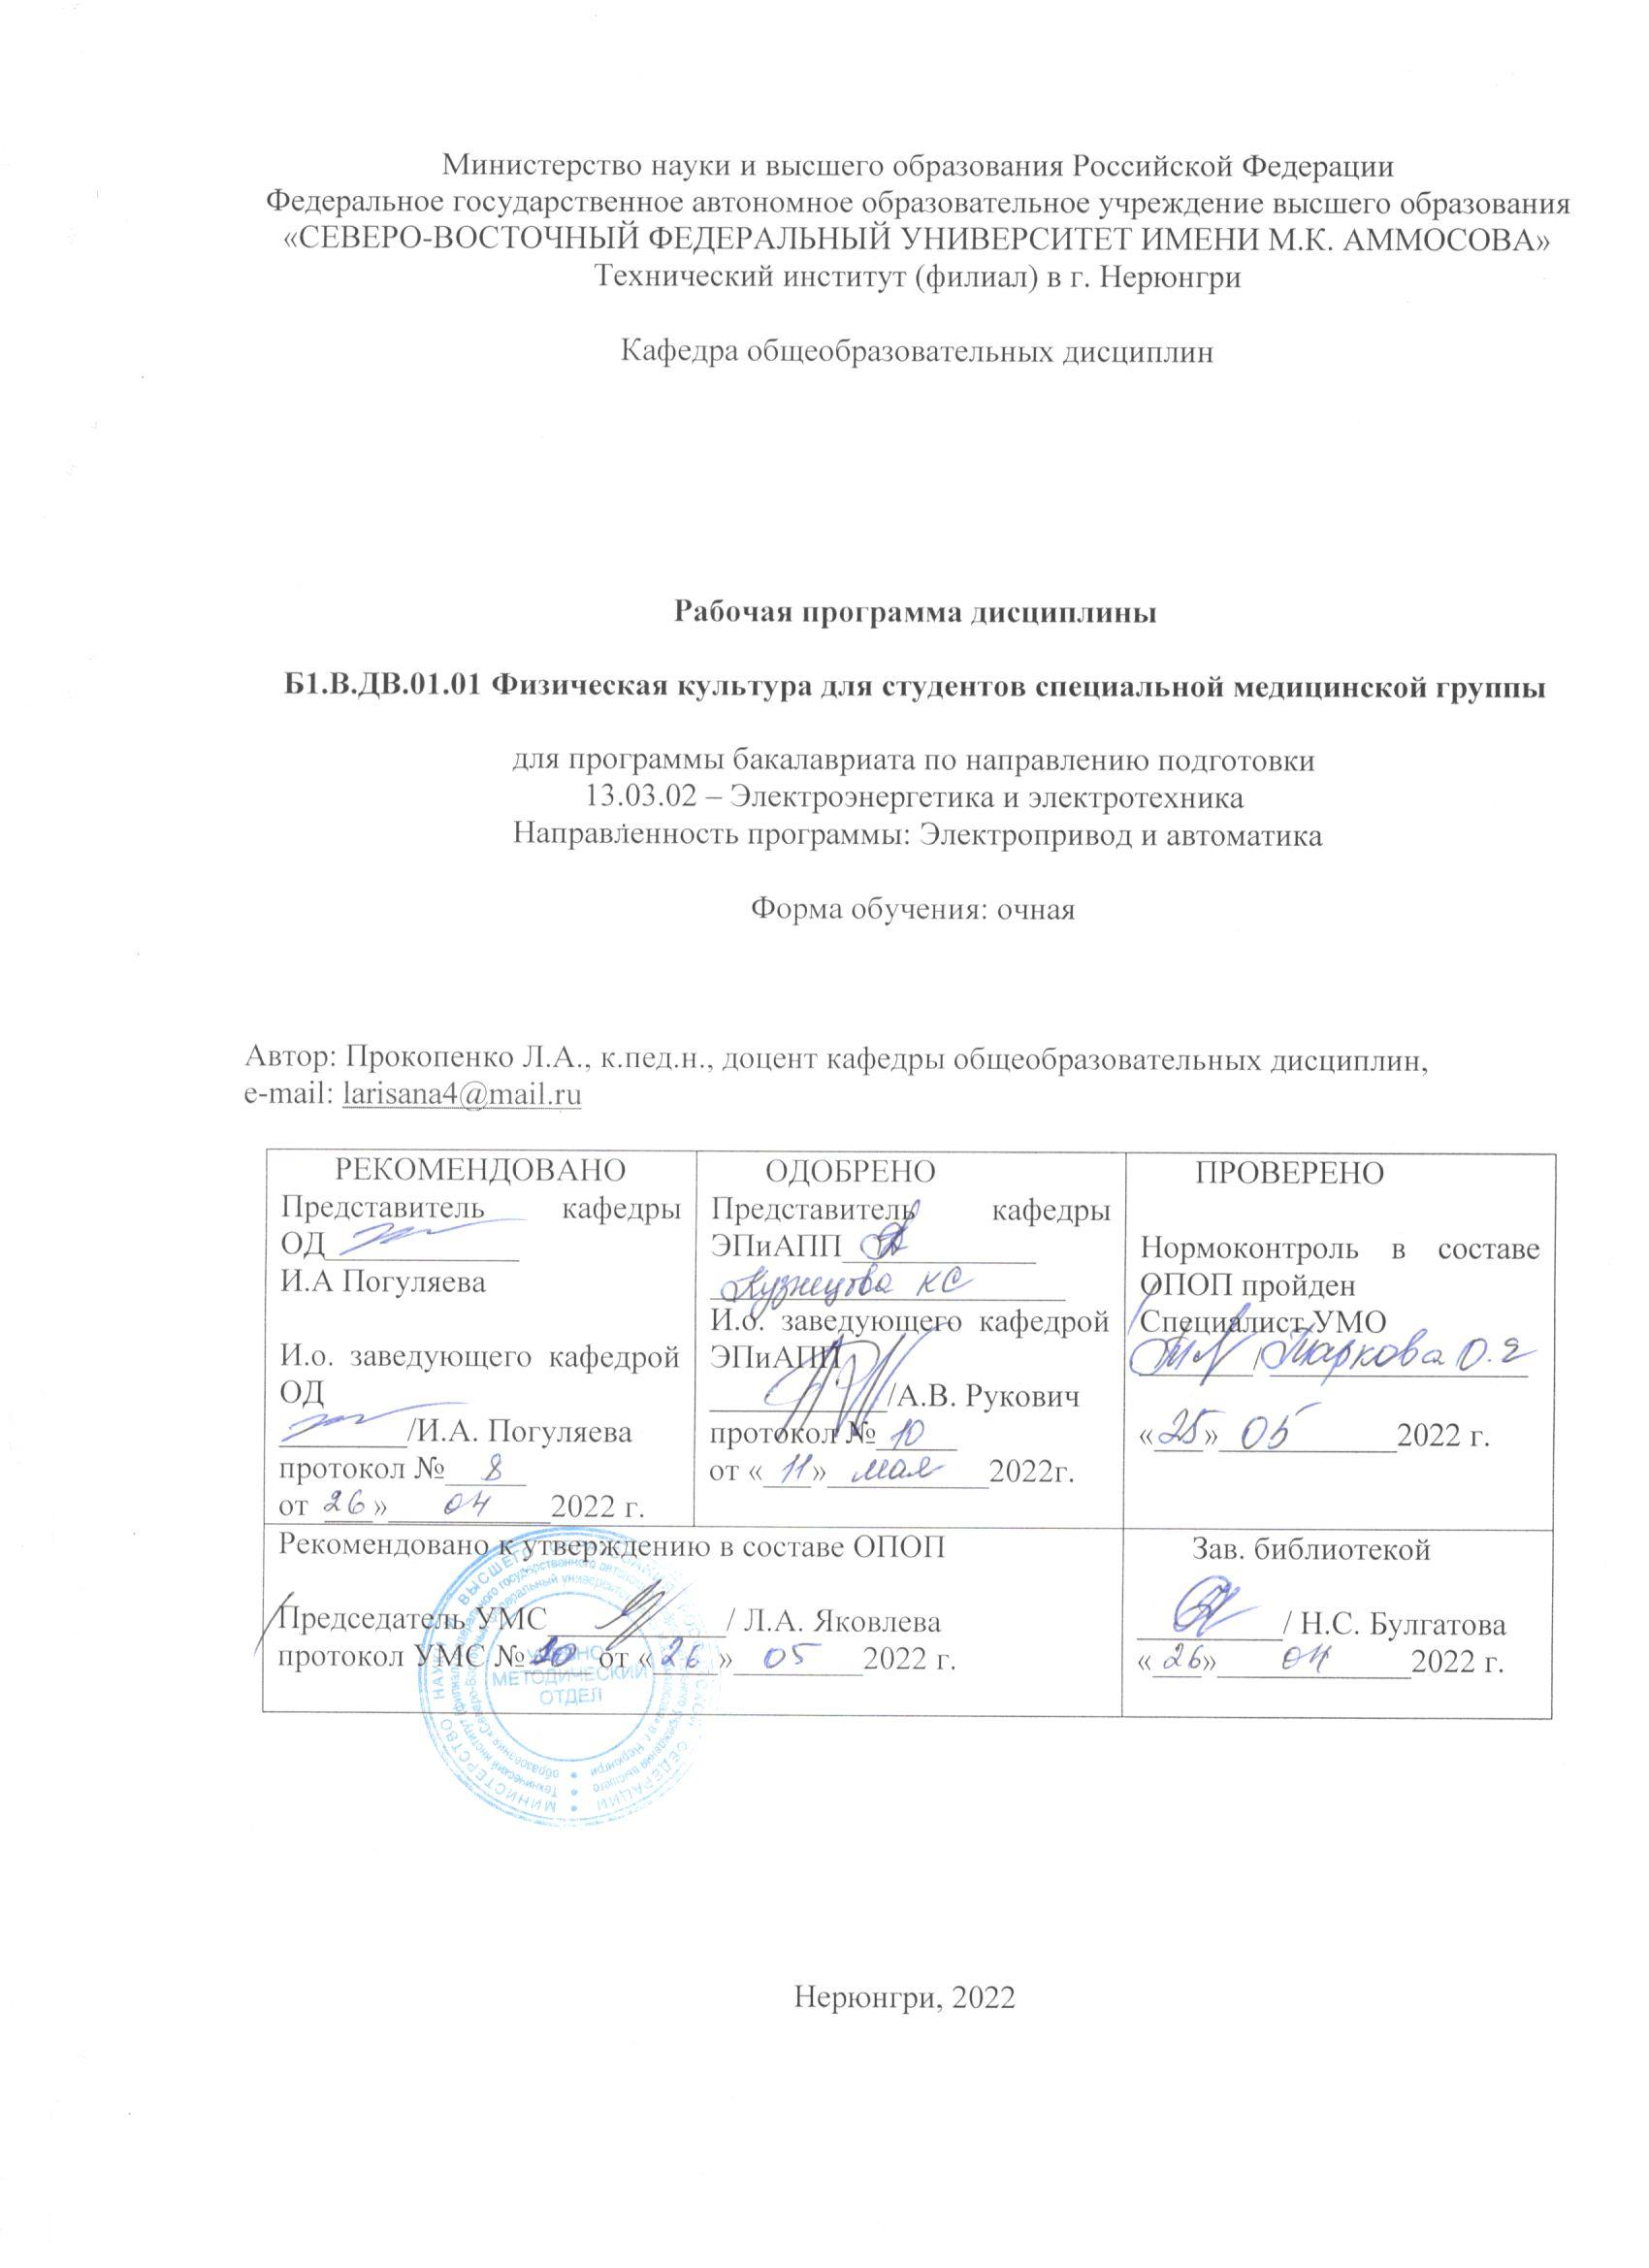 Министерство науки и высшего образования Российской Федерации
Федеральное государственное автономное образовательное учреждение высшего образования
«СЕВЕРО-ВОСТОЧНЫЙ ФЕДЕРАЛЬНЫЙ УНИВЕРСИТЕТ ИМЕНИ М.К. АММОСОВА»
Технический институт (филиал) в г. Нерюнгри
Кафедра общеобразовательных дисциплин
Рабочая программа дисциплины
Б1.В.ДВ.01.01 Физическая культура для студентов специальной медицинской группы
для программы бакалавриата по направлению подготовки
13.03.02 – Электроэнергетика и электротехника
Направленность программы: Электропривод и автоматика
Форма обучения: очная
Автор: Прокопенко Л.А., к.пед.н., доцент кафедры общеобразовательных дисциплин,
e-mail: larisana4@mail.ru
РЕКОМЕНДОВАНО
Представитель кафедры
ОД
И.А Погуляева
И.о. заведующего кафедрой
ОД
/И.А. Погуляева
протокол № 8
от 26 » 04 2022 г.
ОДОБРЕНО
Представитель кафедры
ЭПиАПП
Кузнецова КС
И.о. заведующего кафедрой
ЭПиАПП
/А.В. Рукович
протокол № 10
от « 11 » мая 2022г.
ПРОВЕРЕНО
Нормоконтроль в составе
ОПОП пройден
Специалист УМО
/
«25» 05 2022 г.
Рекомендовано к утверждению в составе ОПОП
Председатель УМС / Л.А. Яковлева
протокол УМС № 10 от « 26 » 05 2022 г.
Зав. библиотекой
/ Н.С. Булгатова
« 26 » 04 2022 г.
УЧЕБНО
МЕТОДИЧЕСКИЙ
ОТДЕЛ
Нерюнгри, 2022